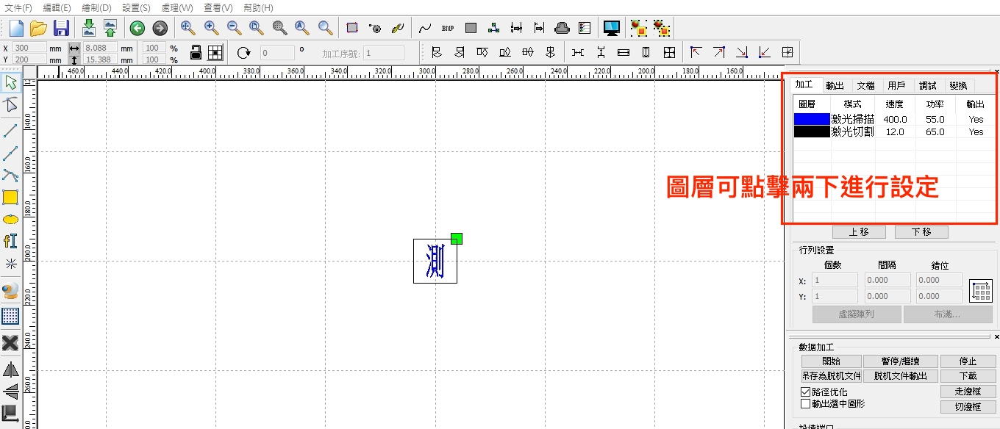 文件(F) 編輯(E) 繪制(D) 設置(S) 處理(W) 查看(V) 幫助(H)
BMP
X 300 mm 8.088 mm 100 %
Y 200 mm 15.388 mm 100 %
0 ° 加工序號: 1
460.0 440.0 420.0 400.0 380.0 360.0 340.0 320.0 300.0 280.0 260.0 240.0 220.0 200.0 180.0 160.0
140.0
160.0
180.0
200.0
220.0
240.0
260.0
測
加工 輸出 文檔 用戶 調試 變換
圖層 模式 速度 功率 輸出
激光掃描 400.0 55.0 Yes
激光切割 12.0 65.0 Yes
圖層可點擊兩下進行設定
上移 下移
行列設置
個數 間隔 錯位
X: 1 0.000 0.000
Y: 1 0.000 0.000
虛擬陣列 布滿...
數据加工
開始 暫停/繼續 停止
保存為脫机文件 脫机文件輸出 下載
路徑优化 走邊框
輸出選中圖形 切邊框
設備端口